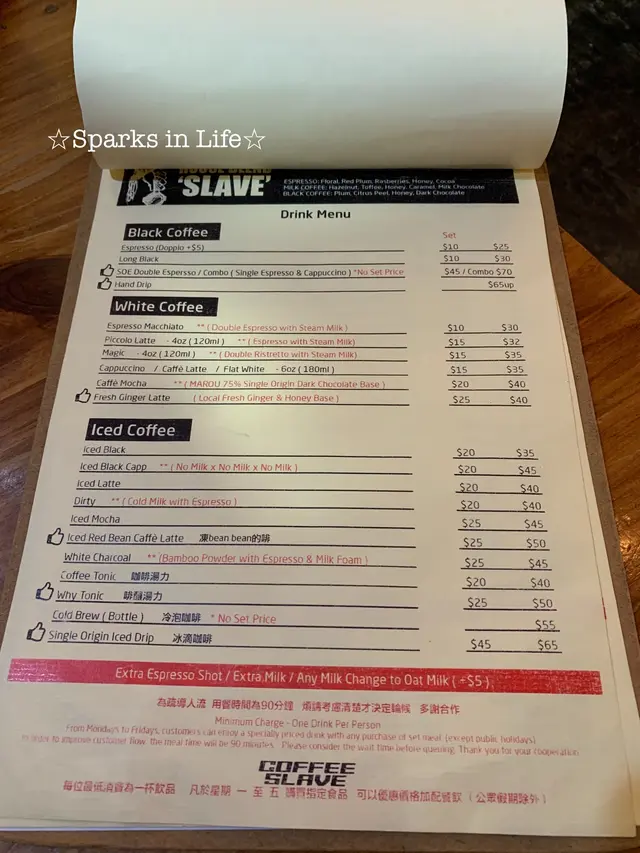 ☆Sparks in Life☆
HOUSE BLEND
'SLAVE'
ESPRESSO: Floral, Red Plum, Rasberries, Honey, Cocoa
MILK COFFEE: Hazelnut, Toffee, Honey, Caramel, Milk Chocolate
BLACK COFFEE: Plum, Citrus Peel, Honey, Dark Chocolate
Drink Menu
Black Coffee Set
Espresso (Doppio +$5) $10 $25
Long Black $10 $30
SOE Double Espersso / Combo ( Single Espresso & Cappuccino ) *No Set Price $45 / Combo $70
Hand Drip $65up
White Coffee
Espresso Macchiato ** ( Double Espresso with Steam Milk ) $10 $30
Piccolo Latte - 4oz ( 120ml ) ** ( Espresso with Steam Milk) $15 $32
Magic - 4oz ( 120ml ) ** ( Double Ristretto with Steam Milk) $15 $35
Cappuccino / Caffè Latte / Flat White - 6oz ( 180ml ) $15 $35
Caffè Mocha ** ( MAROU 75% Single Origin Dark Chocolate Base ) $20 $40
Fresh Ginger Latte ( Local Fresh Ginger & Honey Base ) $25 $40
Iced Coffee
Iced Black $20 $35
Iced Black Capp ** ( No Milk x No Milk x No Milk ) $20 $45
Iced Latte $20 $40
Dirty ** ( Cold Milk with Espresso ) $20 $40
Iced Mocha $25 $45
Iced Red Bean Caffè Latte 凍bean bean的啡 $25 $50
White Charcoal ** (Bamboo Powder with Espresso & Milk Foam ) $25 $45
Coffee Tonic 咖啡湯力 $20 $40
Why Tonic 啡釀湯力 $25 $50
Cold Brew ( Bottle ) 冷泡咖啡 * No Set Price $55
Single Origin Iced Drip 冰滴咖啡 $45 $65
Extra Espresso Shot / Extra Milk / Any Milk Change to Oat Milk ( +$5 )
為疏導人流 用餐時間為90分鐘 煩請考慮清楚才決定輪候 多謝合作
Minimum Charge - One Drink Per Person
From Mondays to Fridays, customers can enjoy a specially priced drink with any purchase of set meal. (except public holidays)
In order to improve customer flow, the meal time will be 90 minutes. Please consider the wait time before queuing. Thank you for your cooperation
COFFEE
SLAVE
每位最低消費為一杯飲品 凡於星期 一 至 五 購買指定食品 可以優惠價格加配餐飲 ( 公眾假期除外 )